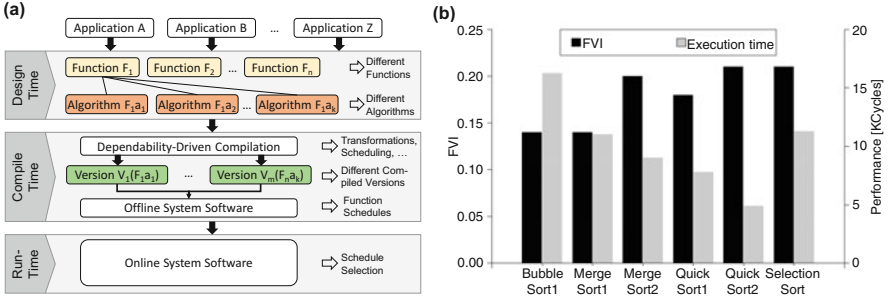 (a)
Application A
Application B
...
Application Z
Design
Time
Function F1
Function F2
...
Function Fn
Different
Functions
Algorithm F1a1
Algorithm F1a2
...
Algorithm F1ak
Different
Algorithms
Compile
Time
Dependability-Driven Compilation
Transformations,
Scheduling, ...
Version V1(F1a1)
...
Version Vm(Fnak)
Different Com-
piled Versions
Offline System Software
Function
Schedules
Run-
Time
Online System Software
Schedule
Selection
(b)
FVI
Execution time
0.25
0.20
0.15
0.10
0.05
0.00
FVI
20
15
10
5
0
Performance [KCycles]
Bubble
Sort1
Merge
Sort1
Merge
Sort2
Quick
Sort1
Quick
Sort2
Selection
Sort